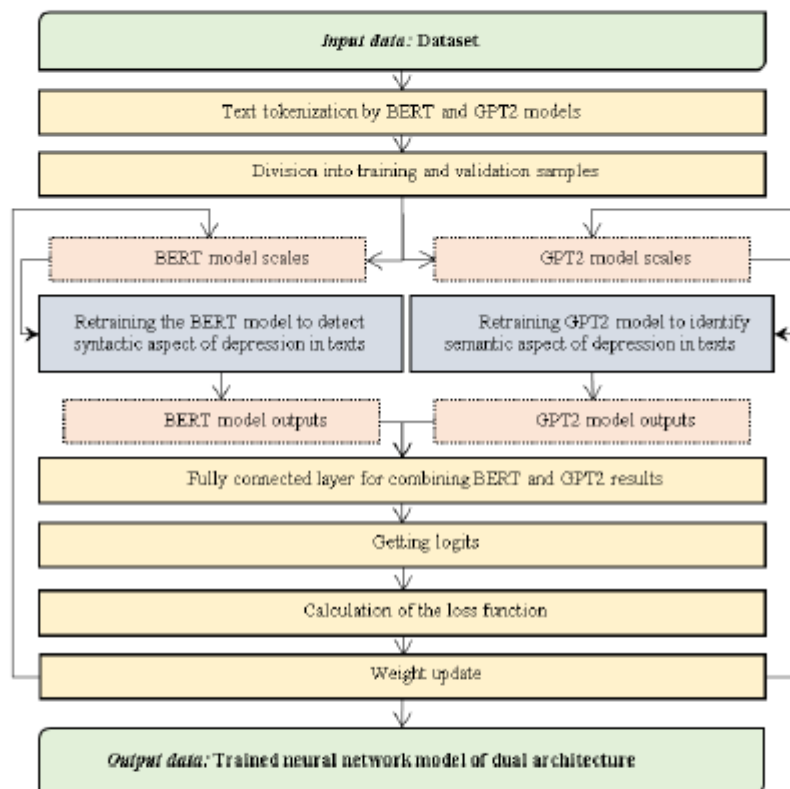 Input data: Dataset
Text tokenization by BERT and GPT2 models
Division into training and validation samples
BERT model scales
GPT2 model scales
Retraining the BERT model to detect
syntactic aspect of depression in texts
Retraining GPT2 model to identify
semantic aspect of depression in texts
BERT model outputs
GPT2 model outputs
Fully connected layer for combining BERT and GPT2 results
Getting logits
Calculation of the loss function
Weight update
Output data: Trained neural network model of dual architecture